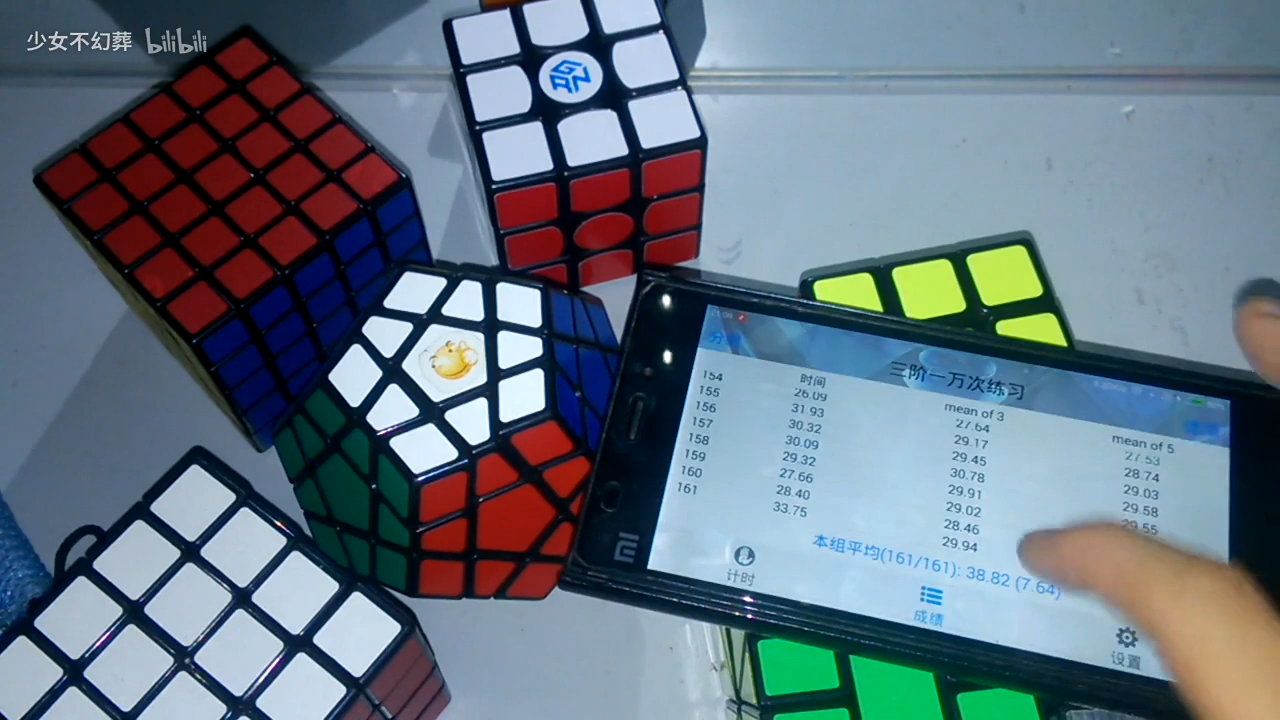 少女不幻葬 bilibili
三阶一万次练习
时间 mean of 3 mean of 5
154 26.09 27.64 27.53
155 31.93 29.17 28.74
156 30.32 29.45 29.03
157 30.09 30.78 29.58
158 29.32 29.91 29.55
159 27.66 29.02
160 28.40 28.46
161 33.75 29.94
本组平均(161/161): 38.82 (7.64)
计时 成绩 设置